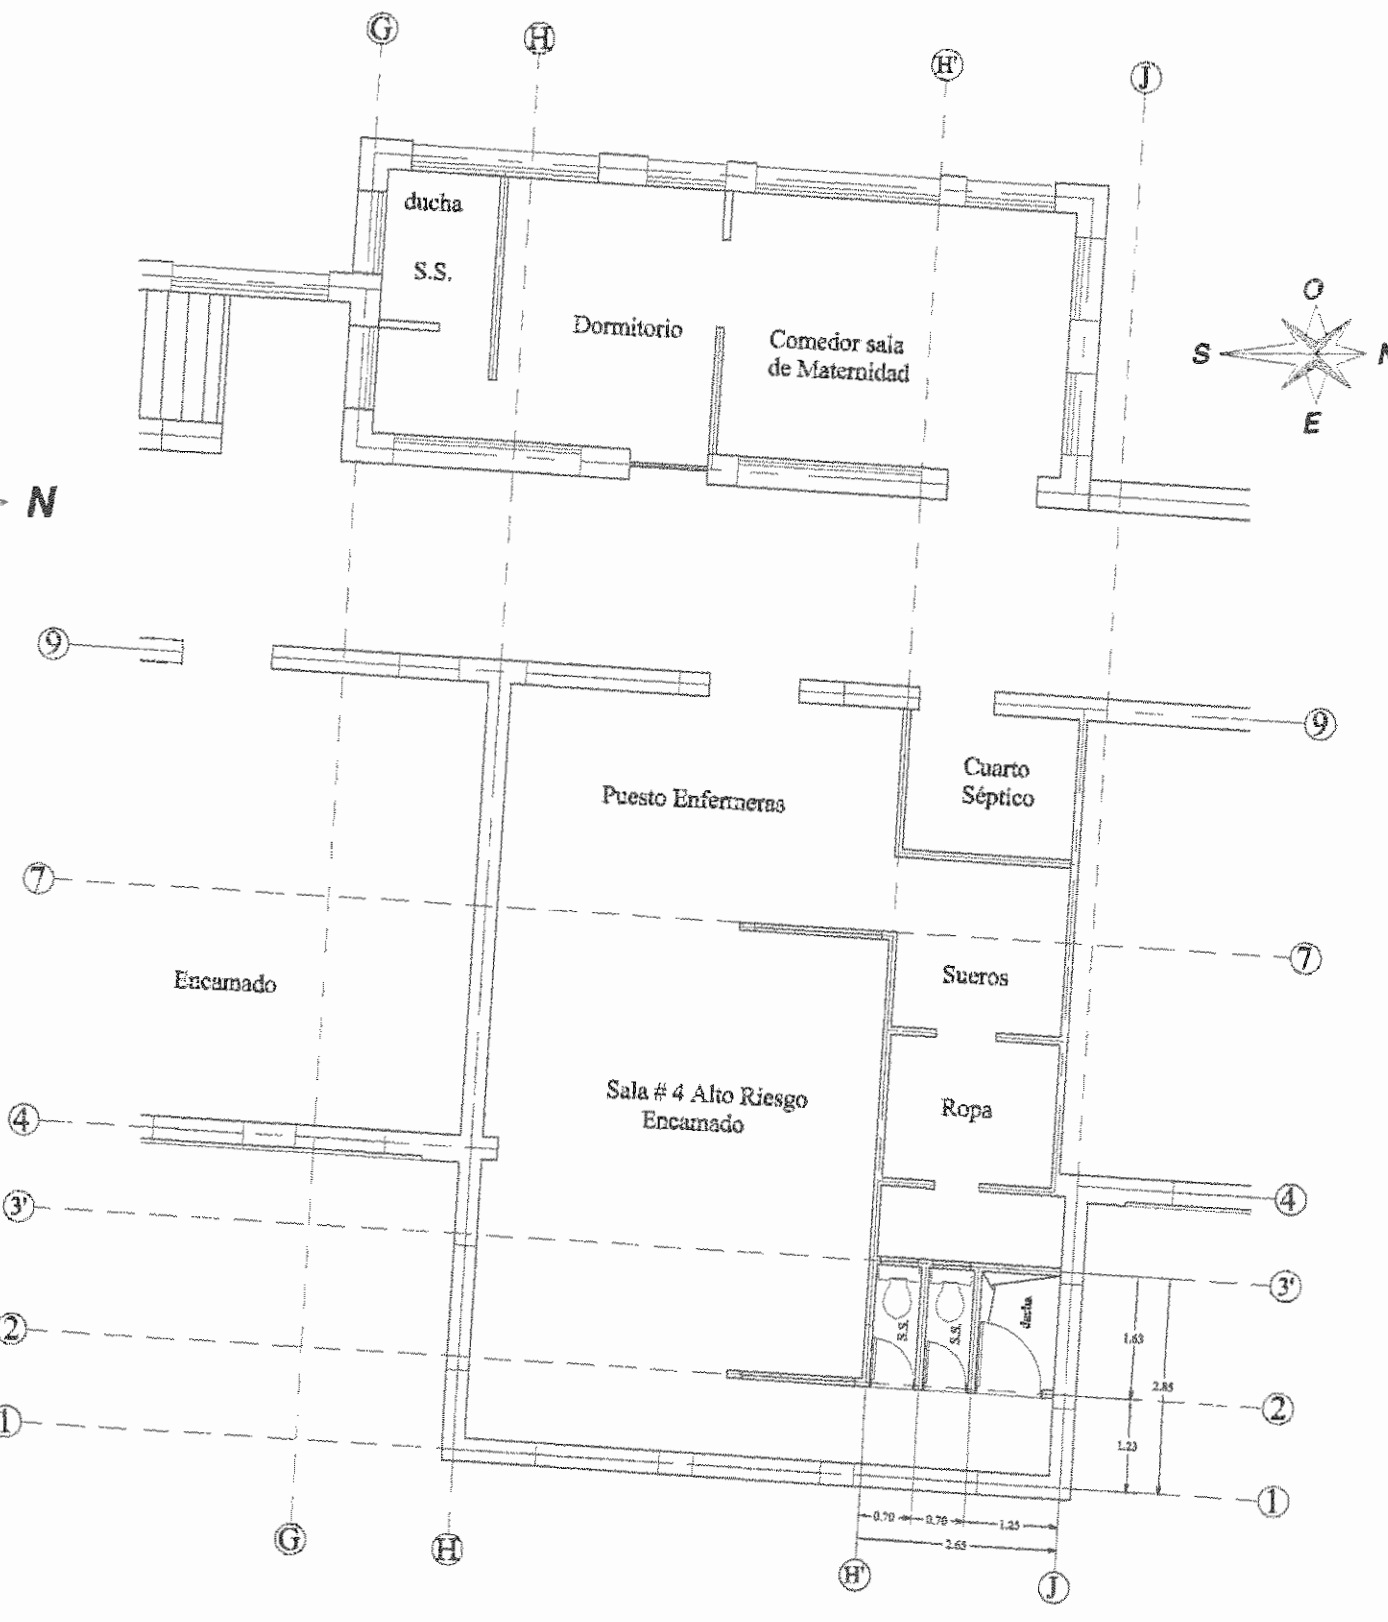 G
H
H'
J
ducha
S.S.
Dormitorio
Comedor sala
de Maternidad
O
S
N
E
N
9
9
Puesto Enfermeras
Cuarto
Séptico
7
7
Encamado
Sueros
Sala # 4 Alto Riesgo
Encamado
Ropa
4
4
3'
3'
S.S.
S.S.
ducha
1.63
2.85
2
2
1.23
1
1
0.70
0.70
1.25
2.65
G
H
H'
J